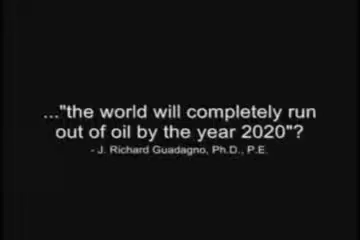 ..."the world will completely run
out of oil by the year 2020"?
- J. Richard Guadagno, Ph.D., P.E.